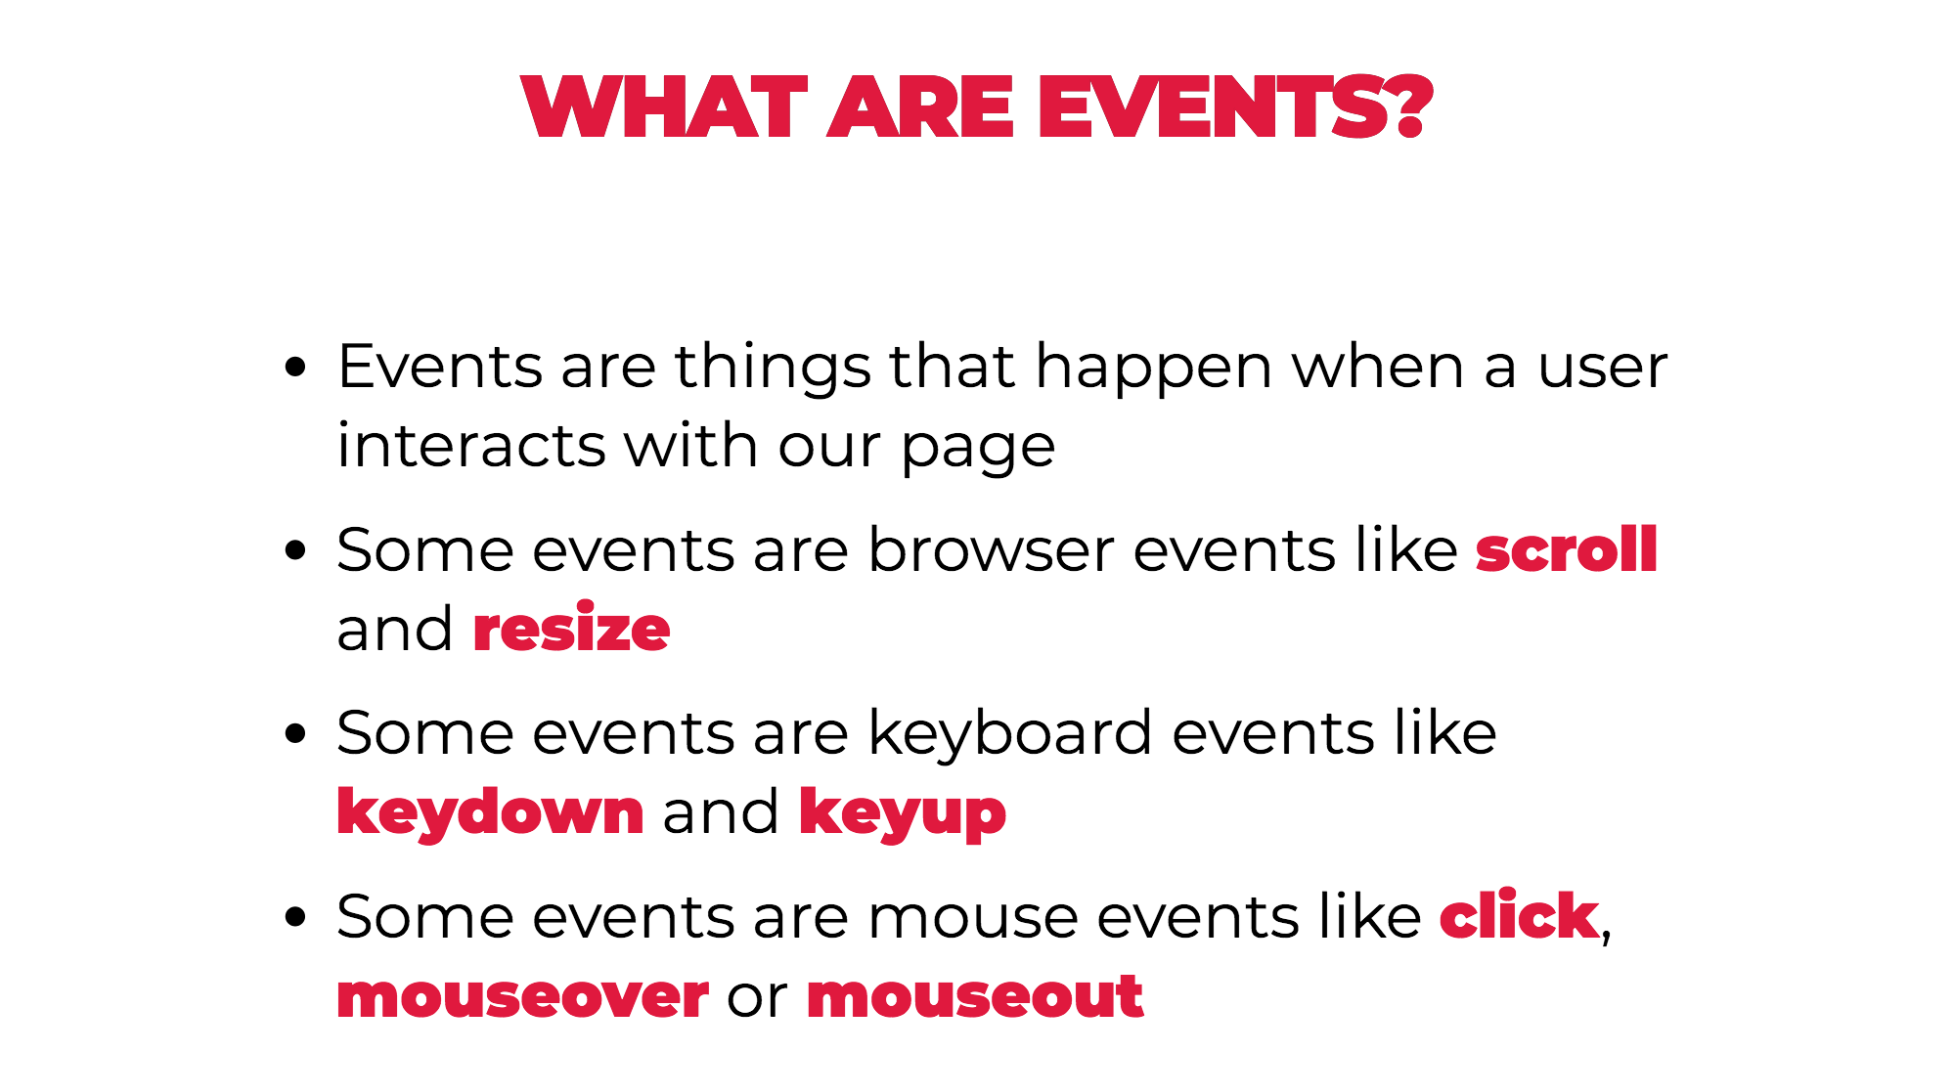 WHAT ARE EVENTS?
• Events are things that happen when a user
interacts with our page
• Some events are browser events like scroll
and resize
• Some events are keyboard events like
keydown and keyup
• Some events are mouse events like click,
mouseover or mouseout